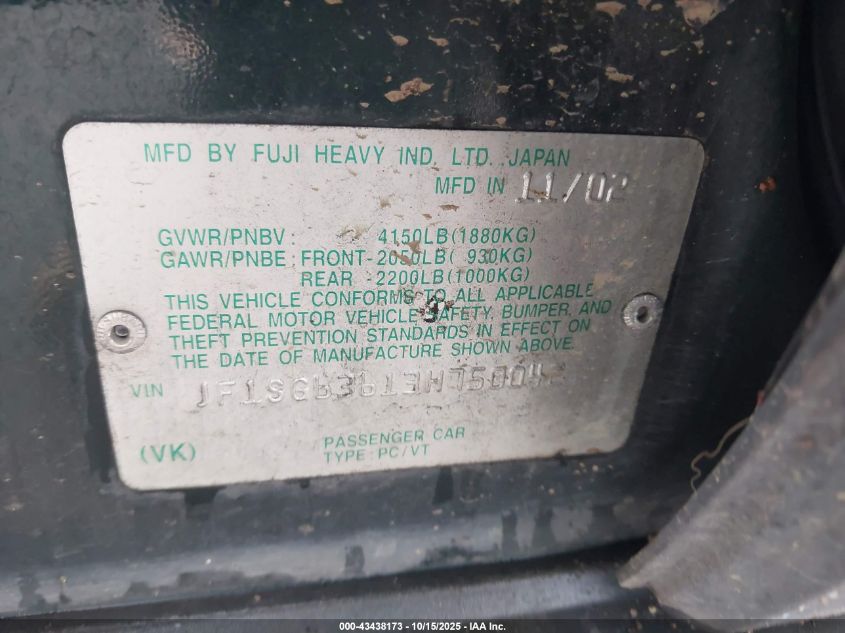 MFD BY FUJI HEAVY IND. LTD. JAPAN
MFD IN 11/02
GVWR/PNBV: 4150LB(1880KG)
GAWR/PNBE: FRONT-2050LB( 930KG)
REAR -2200LB(1000KG)
THIS VEHICLE CONFORMS TO ALL APPLICABLE
FEDERAL MOTOR VEHICLE SAFETY, BUMPER, AND
THEFT PREVENTION STANDARDS IN EFFECT ON
THE DATE OF MANUFACTURE SHOWN ABOVE.
VIN JF1SG63613H750042
(VK) PASSENGER CAR
TYPE:PC/VT
000-43438173 - 10/15/2025 - IAA Inc.